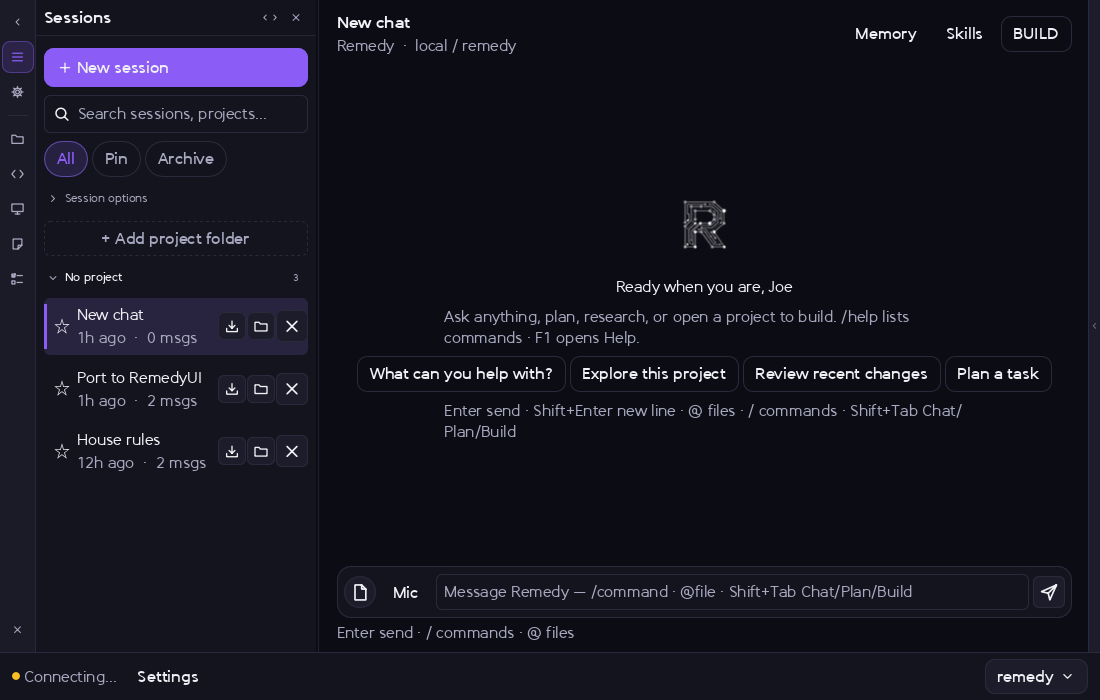 Sessions
+ New session
Search sessions, projects...
All Pin Archive
Session options
+ Add project folder
No project 3
New chat
1h ago · 0 msgs
Port to RemedyUI
1h ago · 2 msgs
House rules
12h ago · 2 msgs
New chat
Remedy · local / remedy
Memory Skills BUILD
R
Ready when you are, Joe
Ask anything, plan, research, or open a project to build. /help lists
commands · F1 opens Help.
What can you help with? Explore this project Review recent changes Plan a task
Enter send · Shift+Enter new line · @ files · / commands · Shift+Tab Chat/
Plan/Build
Mic Message Remedy — /command · @file · Shift+Tab Chat/Plan/Build
Enter send · / commands · @ files
Connecting... Settings remedy